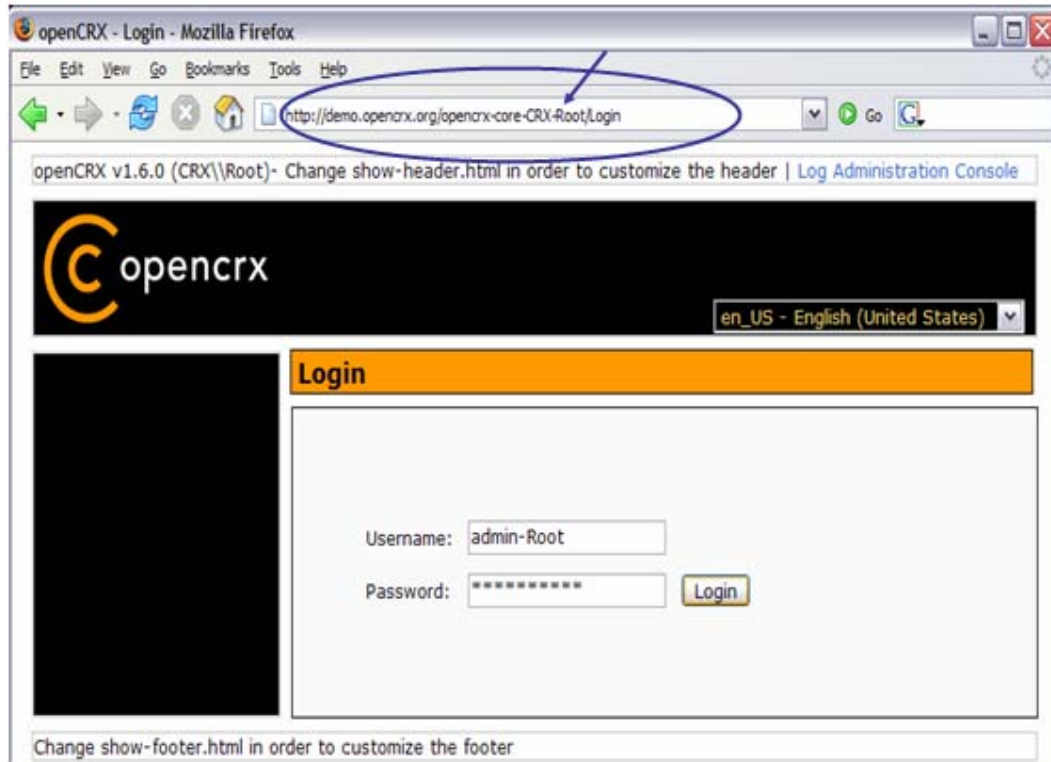 openCRX - Login - Mozilla Firefox
File Edit View Go Bookmarks Tools Help
http://demo.opencrx.org/opencrx-core-CRX-Root/Login
Go
G
openCRX v1.6.0 (CRX\\Root)- Change show-header.html in order to customize the header | Log Administration Console
opencrx
en_US - English (United States)
Login
Username: admin-Root
Password: **********
Login
Change show-footer.html in order to customize the footer